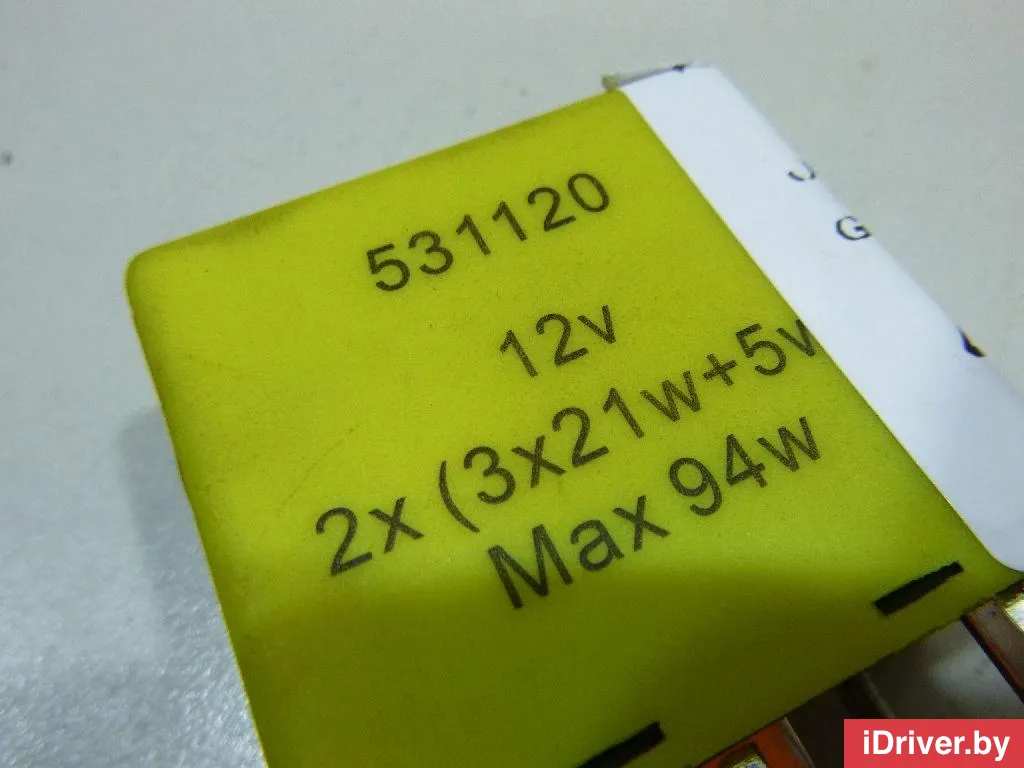 531120
12v
2x (3x21w+5w
Max 94w
G
iDriver.by